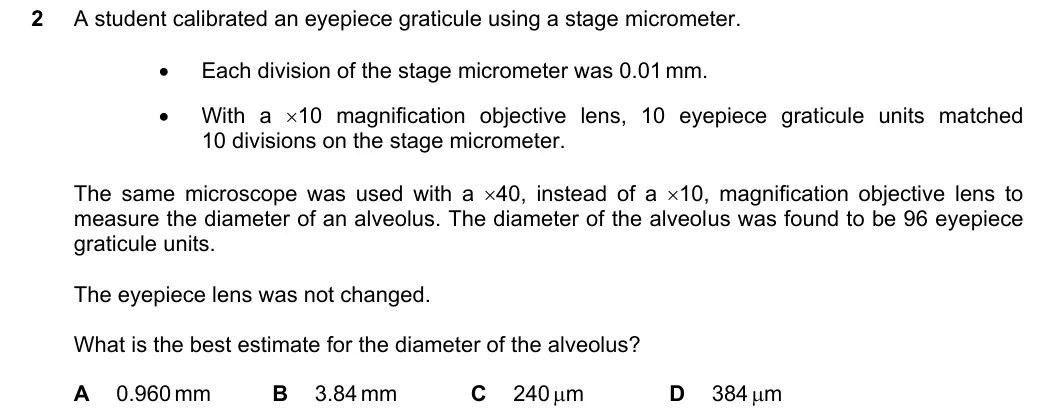 2 A student calibrated an eyepiece graticule using a stage micrometer.
• Each division of the stage micrometer was 0.01 mm.
• With a ×10 magnification objective lens, 10 eyepiece graticule units matched
10 divisions on the stage micrometer.
The same microscope was used with a ×40, instead of a ×10, magnification objective lens to
measure the diameter of an alveolus. The diameter of the alveolus was found to be 96 eyepiece
graticule units.
The eyepiece lens was not changed.
What is the best estimate for the diameter of the alveolus?
A 0.960 mm B 3.84 mm C 240 μm D 384 μm